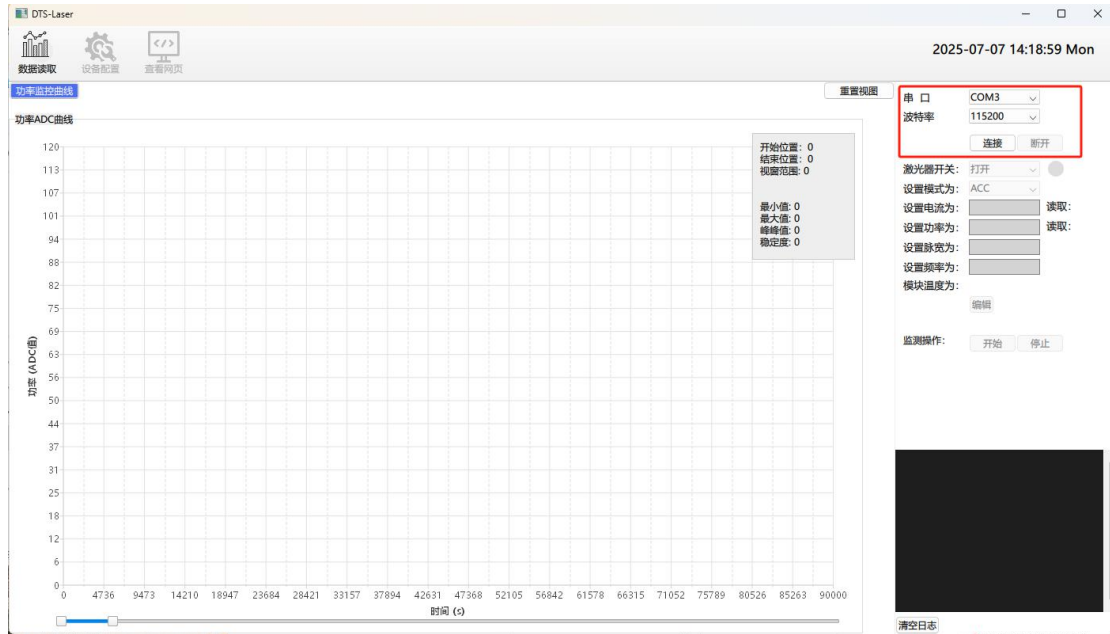 DTS-Laser
数据读取 设备配置 查看网页
2025-07-07 14:18:59 Mon
功率监控曲线
重置视图
功率ADC曲线
开始位置: 0
结束位置: 0
视窗范围: 0
最小值: 0
最大值: 0
峰峰值: 0
稳定度: 0
120
113
107
101
94
88
82
75
69
63
56
50
44
37
31
25
18
12
6
0
功率 (ADC值)
0 4736 9473 14210 18947 23684 28421 33157 37894 42631 47368 52105 56842 61578 66315 71052 75789 80526 85263 90000
时间 (s)
串 口 COM3
波特率 115200
连接 断开
激光器开关: 打开
设置模式为: ACC
设置电流为: 读取:
设置功率为: 读取:
设置脉宽为:
设置频率为:
模块温度为:
编辑
监测操作: 开始 停止
清空日志